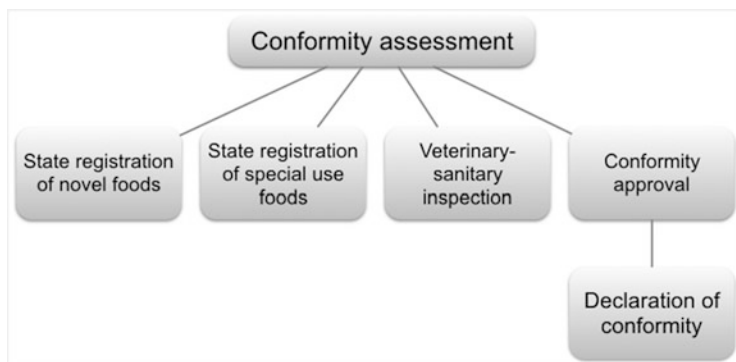 Conformity assessment
State registration
of novel foods
State registration
of special use
foods
Veterinary-
sanitary
inspection
Conformity
approval
Declaration of
conformity